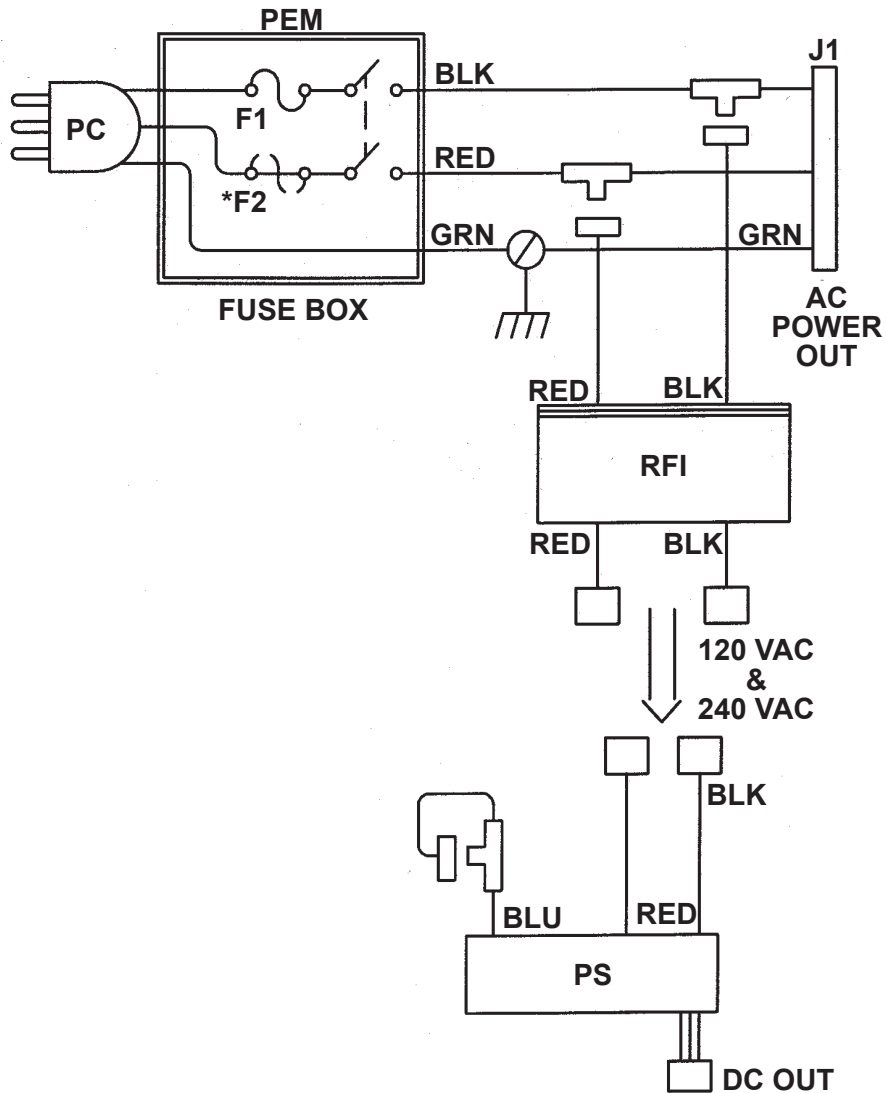 PEM
J1
BLK
PC
F1
RED
*F2
GRN
GRN
FUSE BOX
AC
POWER
OUT
RED
BLK
RFI
RED
BLK
120 VAC
&
240 VAC
BLK
BLU
RED
PS
DC OUT